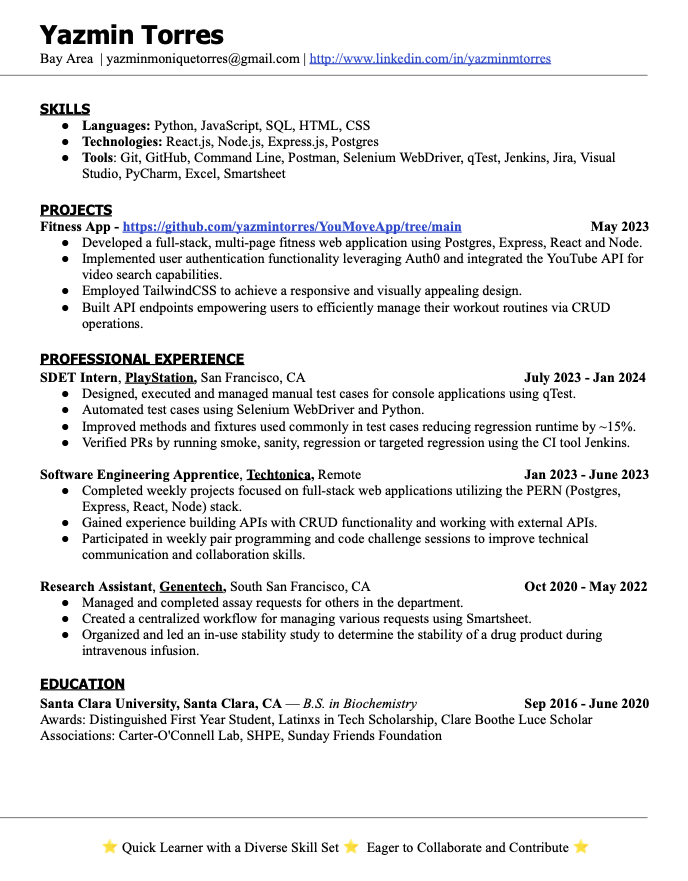 Yazmin Torres
Bay Area | yazminmoniquetorres@gmail.com | http://www.linkedin.com/in/yazminmtorres
SKILLS
● Languages: Python, JavaScript, SQL, HTML, CSS
● Technologies: React.js, Node.js, Express.js, Postgres
● Tools: Git, GitHub, Command Line, Postman, Selenium WebDriver, qTest, Jenkins, Jira, Visual
Studio, PyCharm, Excel, Smartsheet
PROJECTS
Fitness App - https://github.com/yazmintorres/YouMoveApp/tree/main May 2023
● Developed a full-stack, multi-page fitness web application using Postgres, Express, React and Node.
● Implemented user authentication functionality leveraging Auth0 and integrated the YouTube API for
video search capabilities.
● Employed TailwindCSS to achieve a responsive and visually appealing design.
● Built API endpoints empowering users to efficiently manage their workout routines via CRUD
operations.
PROFESSIONAL EXPERIENCE
SDET Intern, PlayStation, San Francisco, CA July 2023 - Jan 2024
● Designed, executed and managed manual test cases for console applications using qTest.
● Automated test cases using Selenium WebDriver and Python.
● Improved methods and fixtures used commonly in test cases reducing regression runtime by ~15%.
● Verified PRs by running smoke, sanity, regression or targeted regression using the CI tool Jenkins.
Software Engineering Apprentice, Techtonica, Remote Jan 2023 - June 2023
● Completed weekly projects focused on full-stack web applications utilizing the PERN (Postgres,
Express, React, Node) stack.
● Gained experience building APIs with CRUD functionality and working with external APIs.
● Participated in weekly pair programming and code challenge sessions to improve technical
communication and collaboration skills.
Research Assistant, Genentech, South San Francisco, CA Oct 2020 - May 2022
● Managed and completed assay requests for others in the department.
● Created a centralized workflow for managing various requests using Smartsheet.
● Organized and led an in-use stability study to determine the stability of a drug product during
intravenous infusion.
EDUCATION
Santa Clara University, Santa Clara, CA — B.S. in Biochemistry Sep 2016 - June 2020
Awards: Distinguished First Year Student, Latinxs in Tech Scholarship, Clare Boothe Luce Scholar
Associations: Carter-O'Connell Lab, SHPE, Sunday Friends Foundation
⭐ Quick Learner with a Diverse Skill Set ⭐ Eager to Collaborate and Contribute ⭐